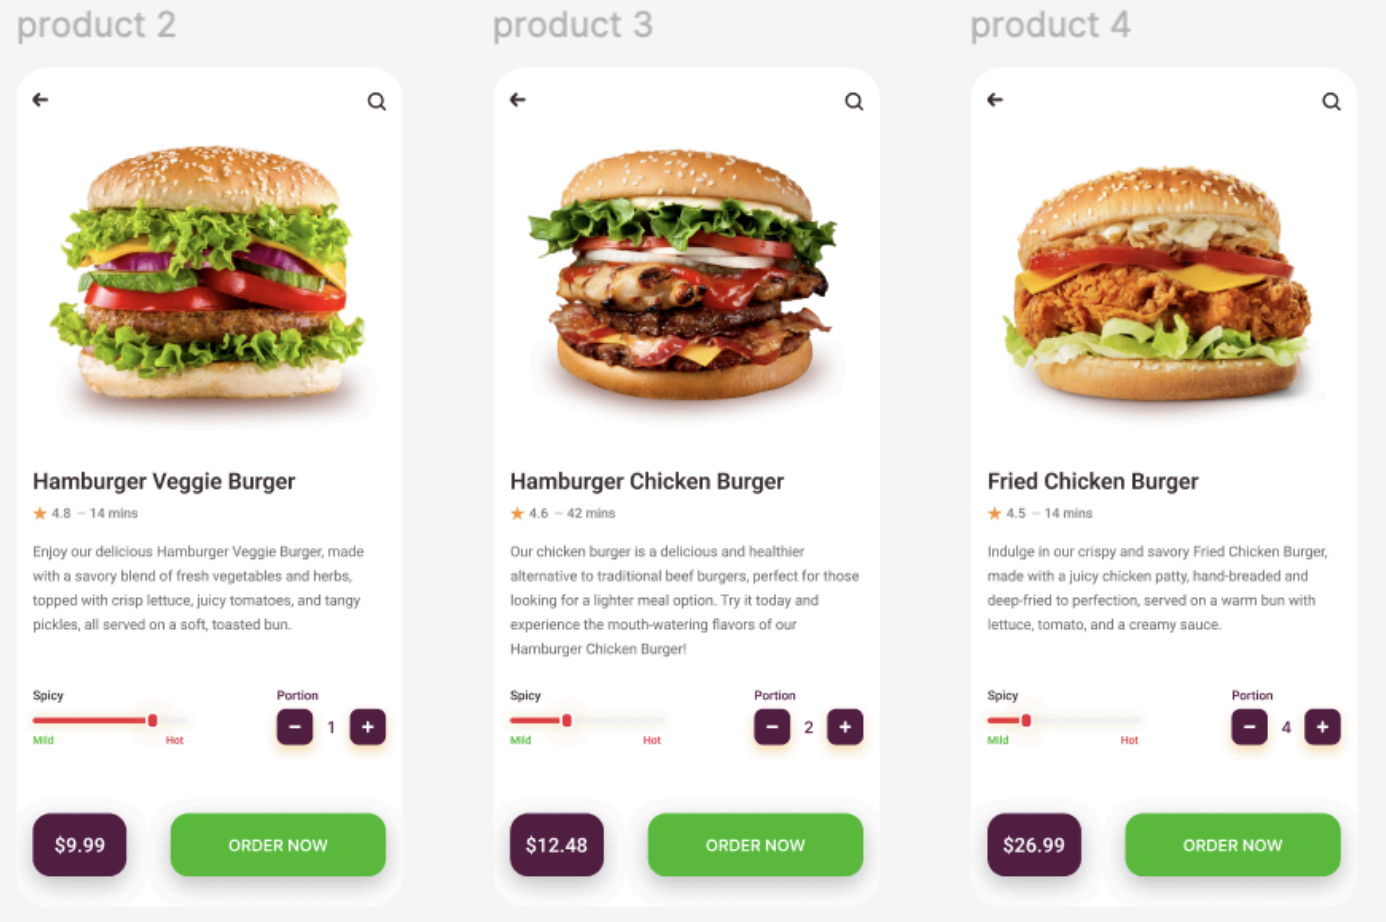 product 2
Hamburger Veggie Burger
4.8 – 14 mins
Enjoy our delicious Hamburger Veggie Burger, made
with a savory blend of fresh vegetables and herbs,
topped with crisp lettuce, juicy tomatoes, and tangy
pickles, all served on a soft, toasted bun.
Spicy
Mild
Hot
Portion
1
$9.99
ORDER NOW
product 3
Hamburger Chicken Burger
4.6 – 42 mins
Our chicken burger is a delicious and healthier
alternative to traditional beef burgers, perfect for those
looking for a lighter meal option. Try it today and
experience the mouth-watering flavors of our
Hamburger Chicken Burger!
Spicy
Mild
Hot
Portion
2
$12.48
ORDER NOW
product 4
Fried Chicken Burger
4.5 – 14 mins
Indulge in our crispy and savory Fried Chicken Burger,
made with a juicy chicken patty, hand-breaded and
deep-fried to perfection, served on a warm bun with
lettuce, tomato, and a creamy sauce.
Spicy
Mild
Hot
Portion
4
$26.99
ORDER NOW